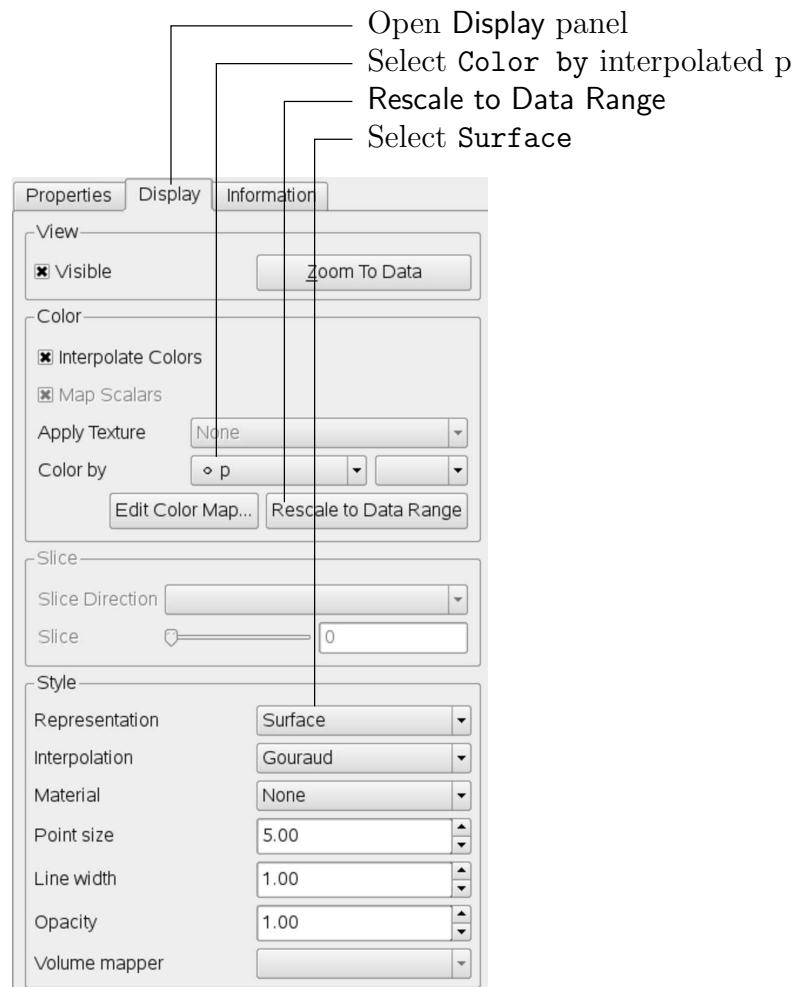 Open Display panel
Select Color by interpolated p
Rescale to Data Range
Select Surface
Properties Display Information
View
Visible Zoom To Data
Color
Interpolate Colors
Map Scalars
Apply Texture None
Color by p
Edit Color Map... Rescale to Data Range
Slice
Slice Direction
Slice 0
Style
Representation Surface
Interpolation Gouraud
Material None
Point size 5.00
Line width 1.00
Opacity 1.00
Volume mapper